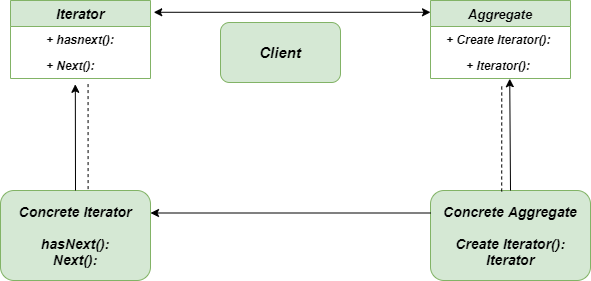 Iterator
+ hasnext():
+ Next():
Client
Aggregate
+ Create Iterator():
+ Iterator():
Concrete Iterator
hasNext():
Next():
Concrete Aggregate
Create Iterator():
Iterator